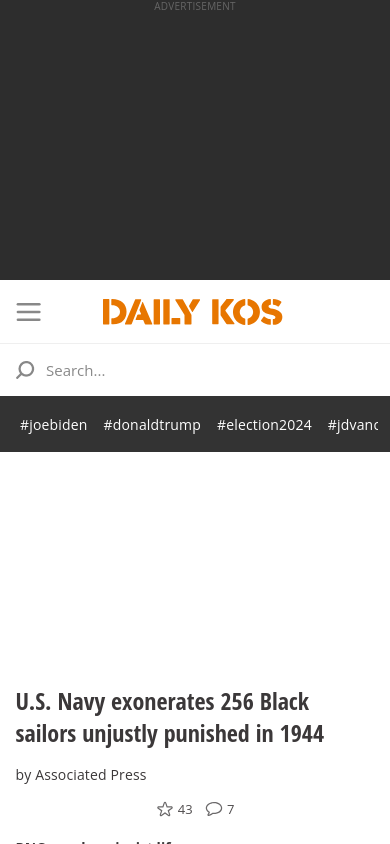 ADVERTISEMENT
DAILY KOS
Search...
#joebiden #donaldtrump #election2024 #jdvanc
U.S. Navy exonerates 256 Black
sailors unjustly punished in 1944
by Associated Press
43 7